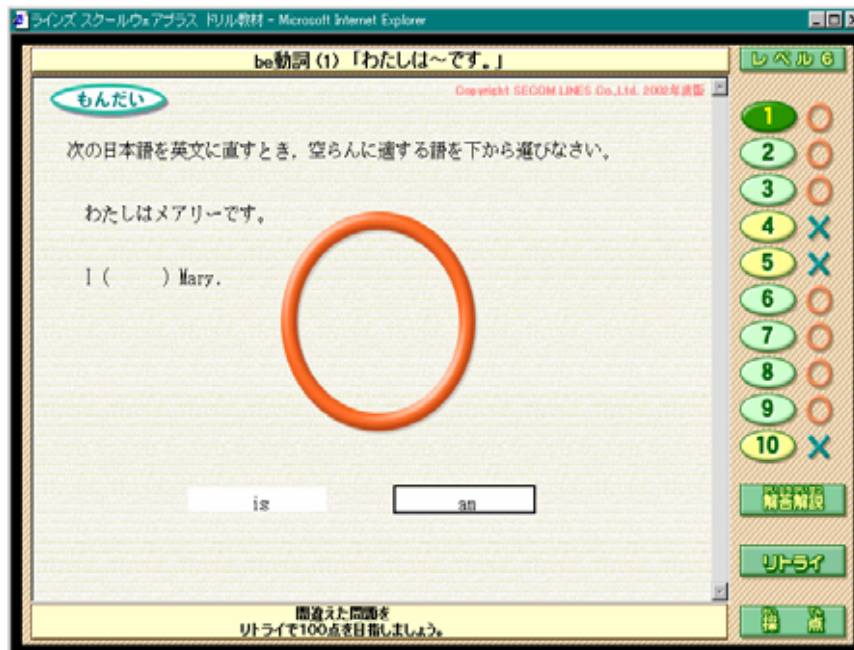 ラインズ スクールウェアプラス ドリル教材 - Microsoft Internet Explorer
be動詞(1)「わたしは～です。」
レベル6
もんだい
Copyright SECOM LINES Co.,Ltd. 2002年度版
次の日本語を英文に直すとき，空らんに適する語を下から選びなさい。
わたしはメアリーです。
I (　　) Mary.
is
am
1
2
3
4
5
6
7
8
9
10
解答解説
リトライ
採 点
間違えた問題を
リトライで100点を目指しましょう。